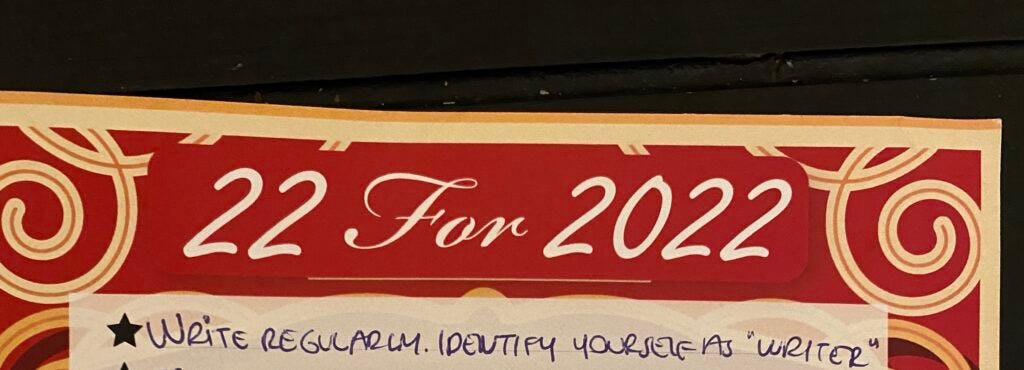 22 For 2022
★WRITE REGULARLY. IDENTIFY YOURSELF AS "WRITER"